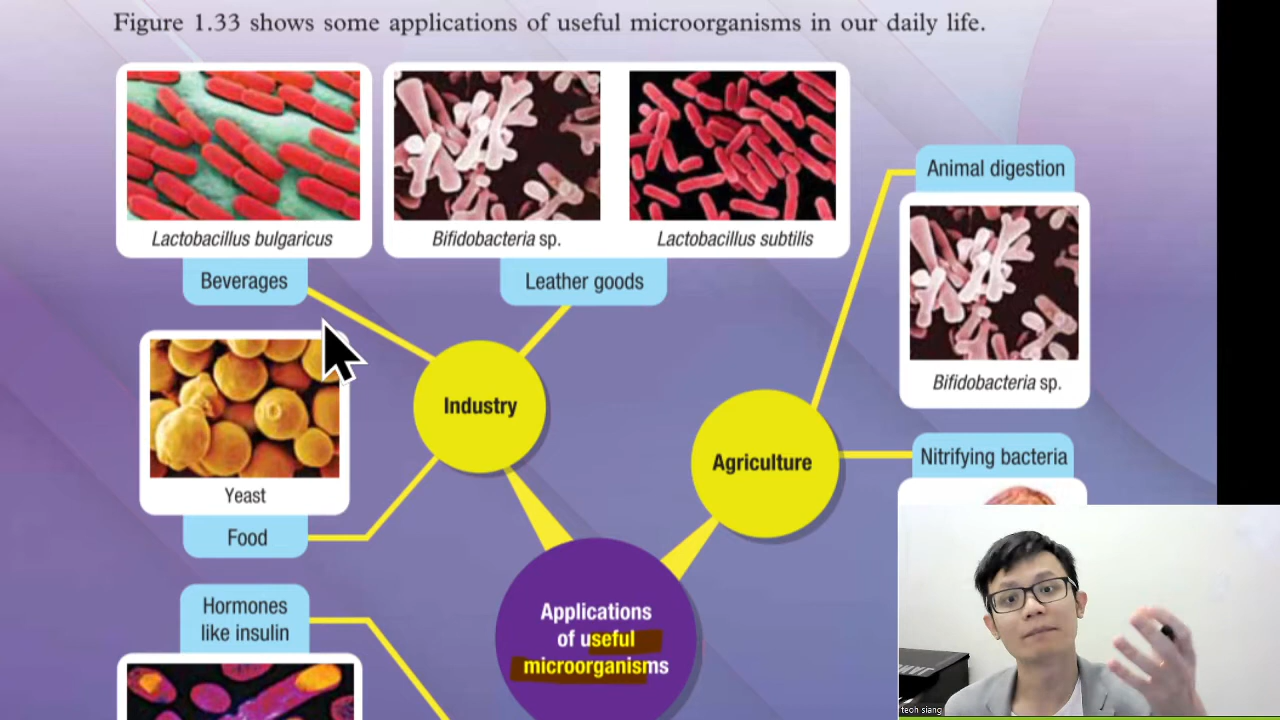 Figure 1.33 shows some applications of useful microorganisms in our daily life.
Lactobacillus bulgaricus
Bifidobacteria sp.
Lactobacillus subtilis
Beverages
Leather goods
Animal digestion
Bifidobacteria sp.
Yeast
Food
Industry
Agriculture
Nitrifying bacteria
Hormones
like insulin
Applications
of useful
microorganisms
tech siang